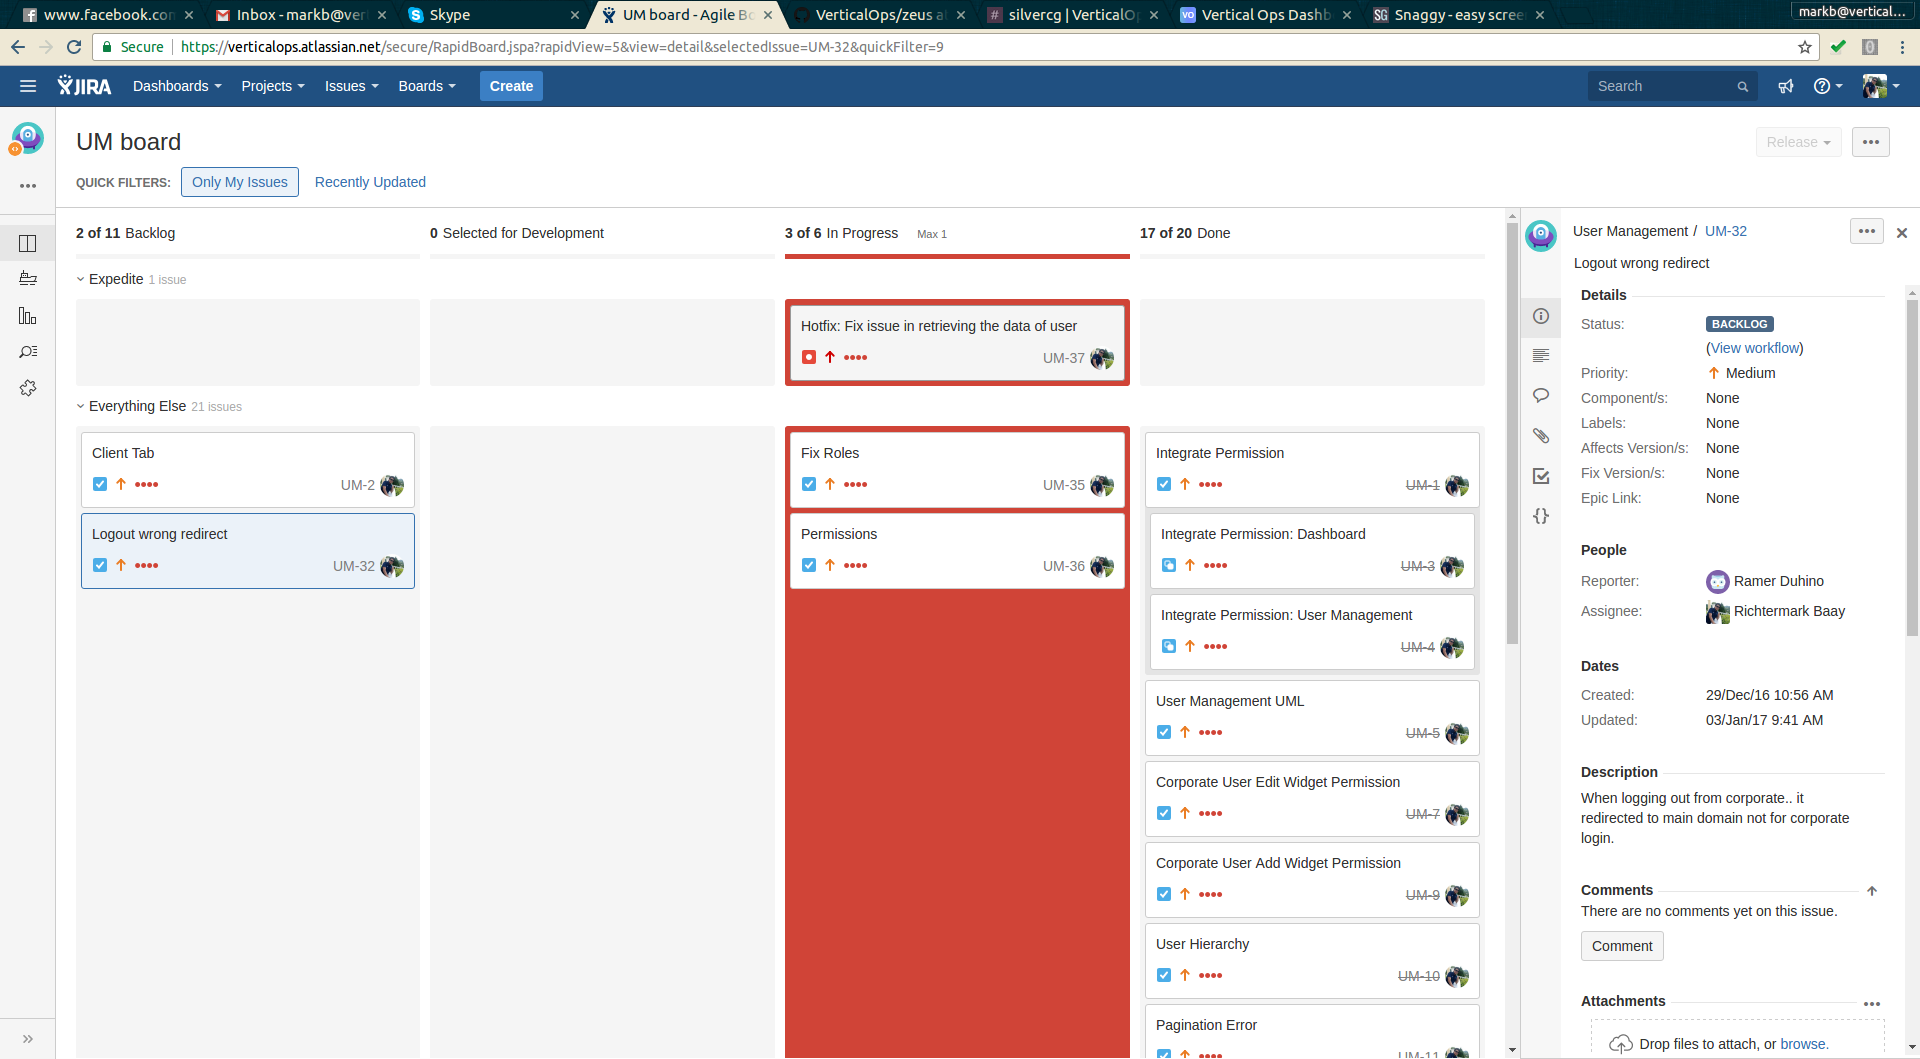 www.facebook.con
Inbox - markb@ver
Skype
UM board - Agile Bo
VerticalOps/zeus a
silvercg | VerticalO
Vertical Ops Dashb
Snaggy - easy scree
markb@vertical...
Secure
https://verticalops.atlassian.net/secure/RapidBoard.jspa?rapidView=5&view=detail&selectedIssue=UM-32&quickFilter=9
JIRA
Dashboards
Projects
Issues
Boards
Create
Search
UM board
Release
QUICK FILTERS:
Only My Issues
Recently Updated
2 of 11 Backlog
0 Selected for Development
3 of 6 In Progress Max 1
17 of 20 Done
Expedite 1 issue
Hotfix: Fix issue in retrieving the data of user
UM-37
Everything Else 21 issues
Client Tab
UM-2
Logout wrong redirect
UM-32
Fix Roles
UM-35
Permissions
UM-36
Integrate Permission
UM-1
Integrate Permission: Dashboard
UM-3
Integrate Permission: User Management
UM-4
User Management UML
UM-5
Corporate User Edit Widget Permission
UM-7
Corporate User Add Widget Permission
UM-9
User Hierarchy
UM-10
Pagination Error
UM-11
User Management / UM-32
Logout wrong redirect
Details
Status: BACKLOG
(View workflow)
Priority: Medium
Component/s: None
Labels: None
Affects Version/s: None
Fix Version/s: None
Epic Link: None
People
Reporter: Ramer Duhino
Assignee: Richtermark Baay
Dates
Created: 29/Dec/16 10:56 AM
Updated: 03/Jan/17 9:41 AM
Description
When logging out from corporate.. it
redirected to main domain not for corporate
login.
Comments
There are no comments yet on this issue.
Comment
Attachments
Drop files to attach, or browse.